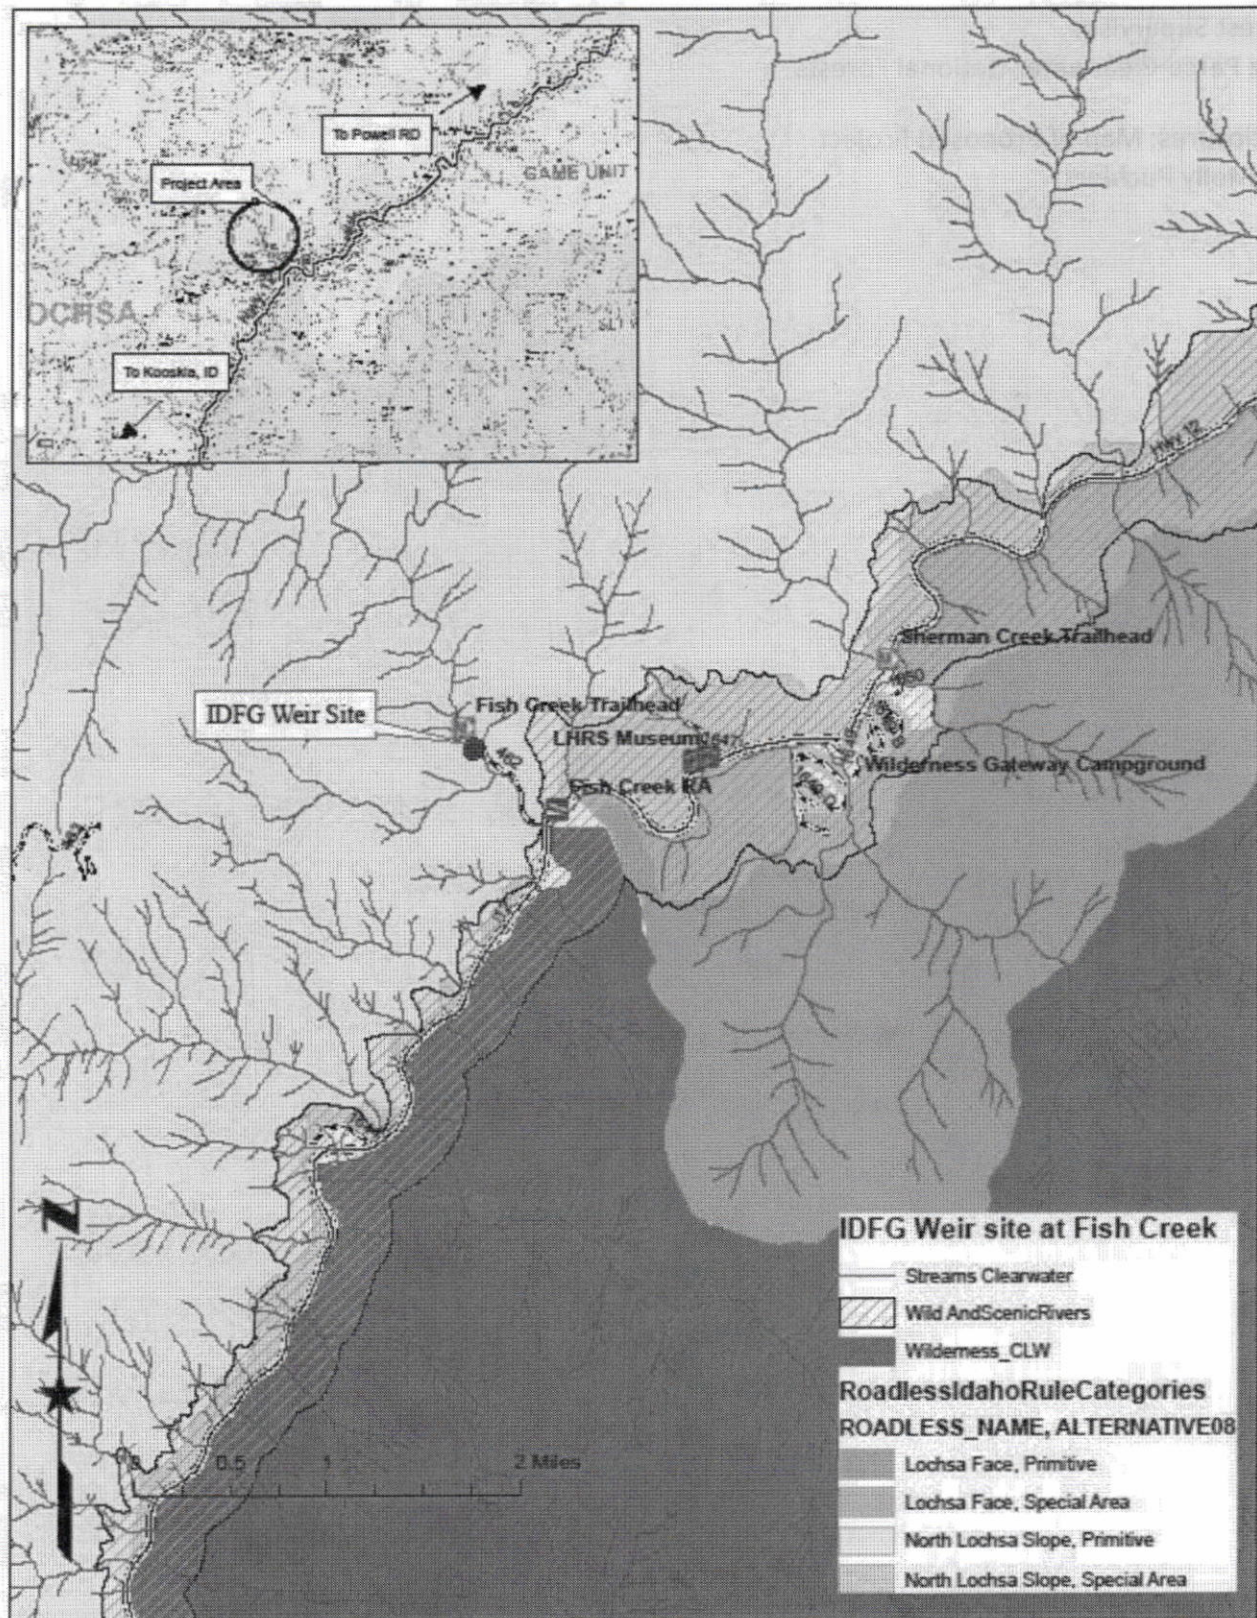 To Powell RD
Project Area
GAME UNIT
OCHSA
To Kooskia, ID
Hwy 12
Sherman Creek Trailhead
IDFG Weir Site
Fish Creek Trailhead
462
LHRS Museum
Wilderness Gateway Campground
Fish Creek RA
N
0.5
1
2 Miles
IDFG Weir site at Fish Creek
Streams Clearwater
Wild AndScenicRivers
Wilderness_CLW
RoadlessIdahoRuleCategories
ROADLESS_NAME, ALTERNATIVE08
Lochsa Face, Primitive
Lochsa Face, Special Area
North Lochsa Slope, Primitive
North Lochsa Slope, Special Area